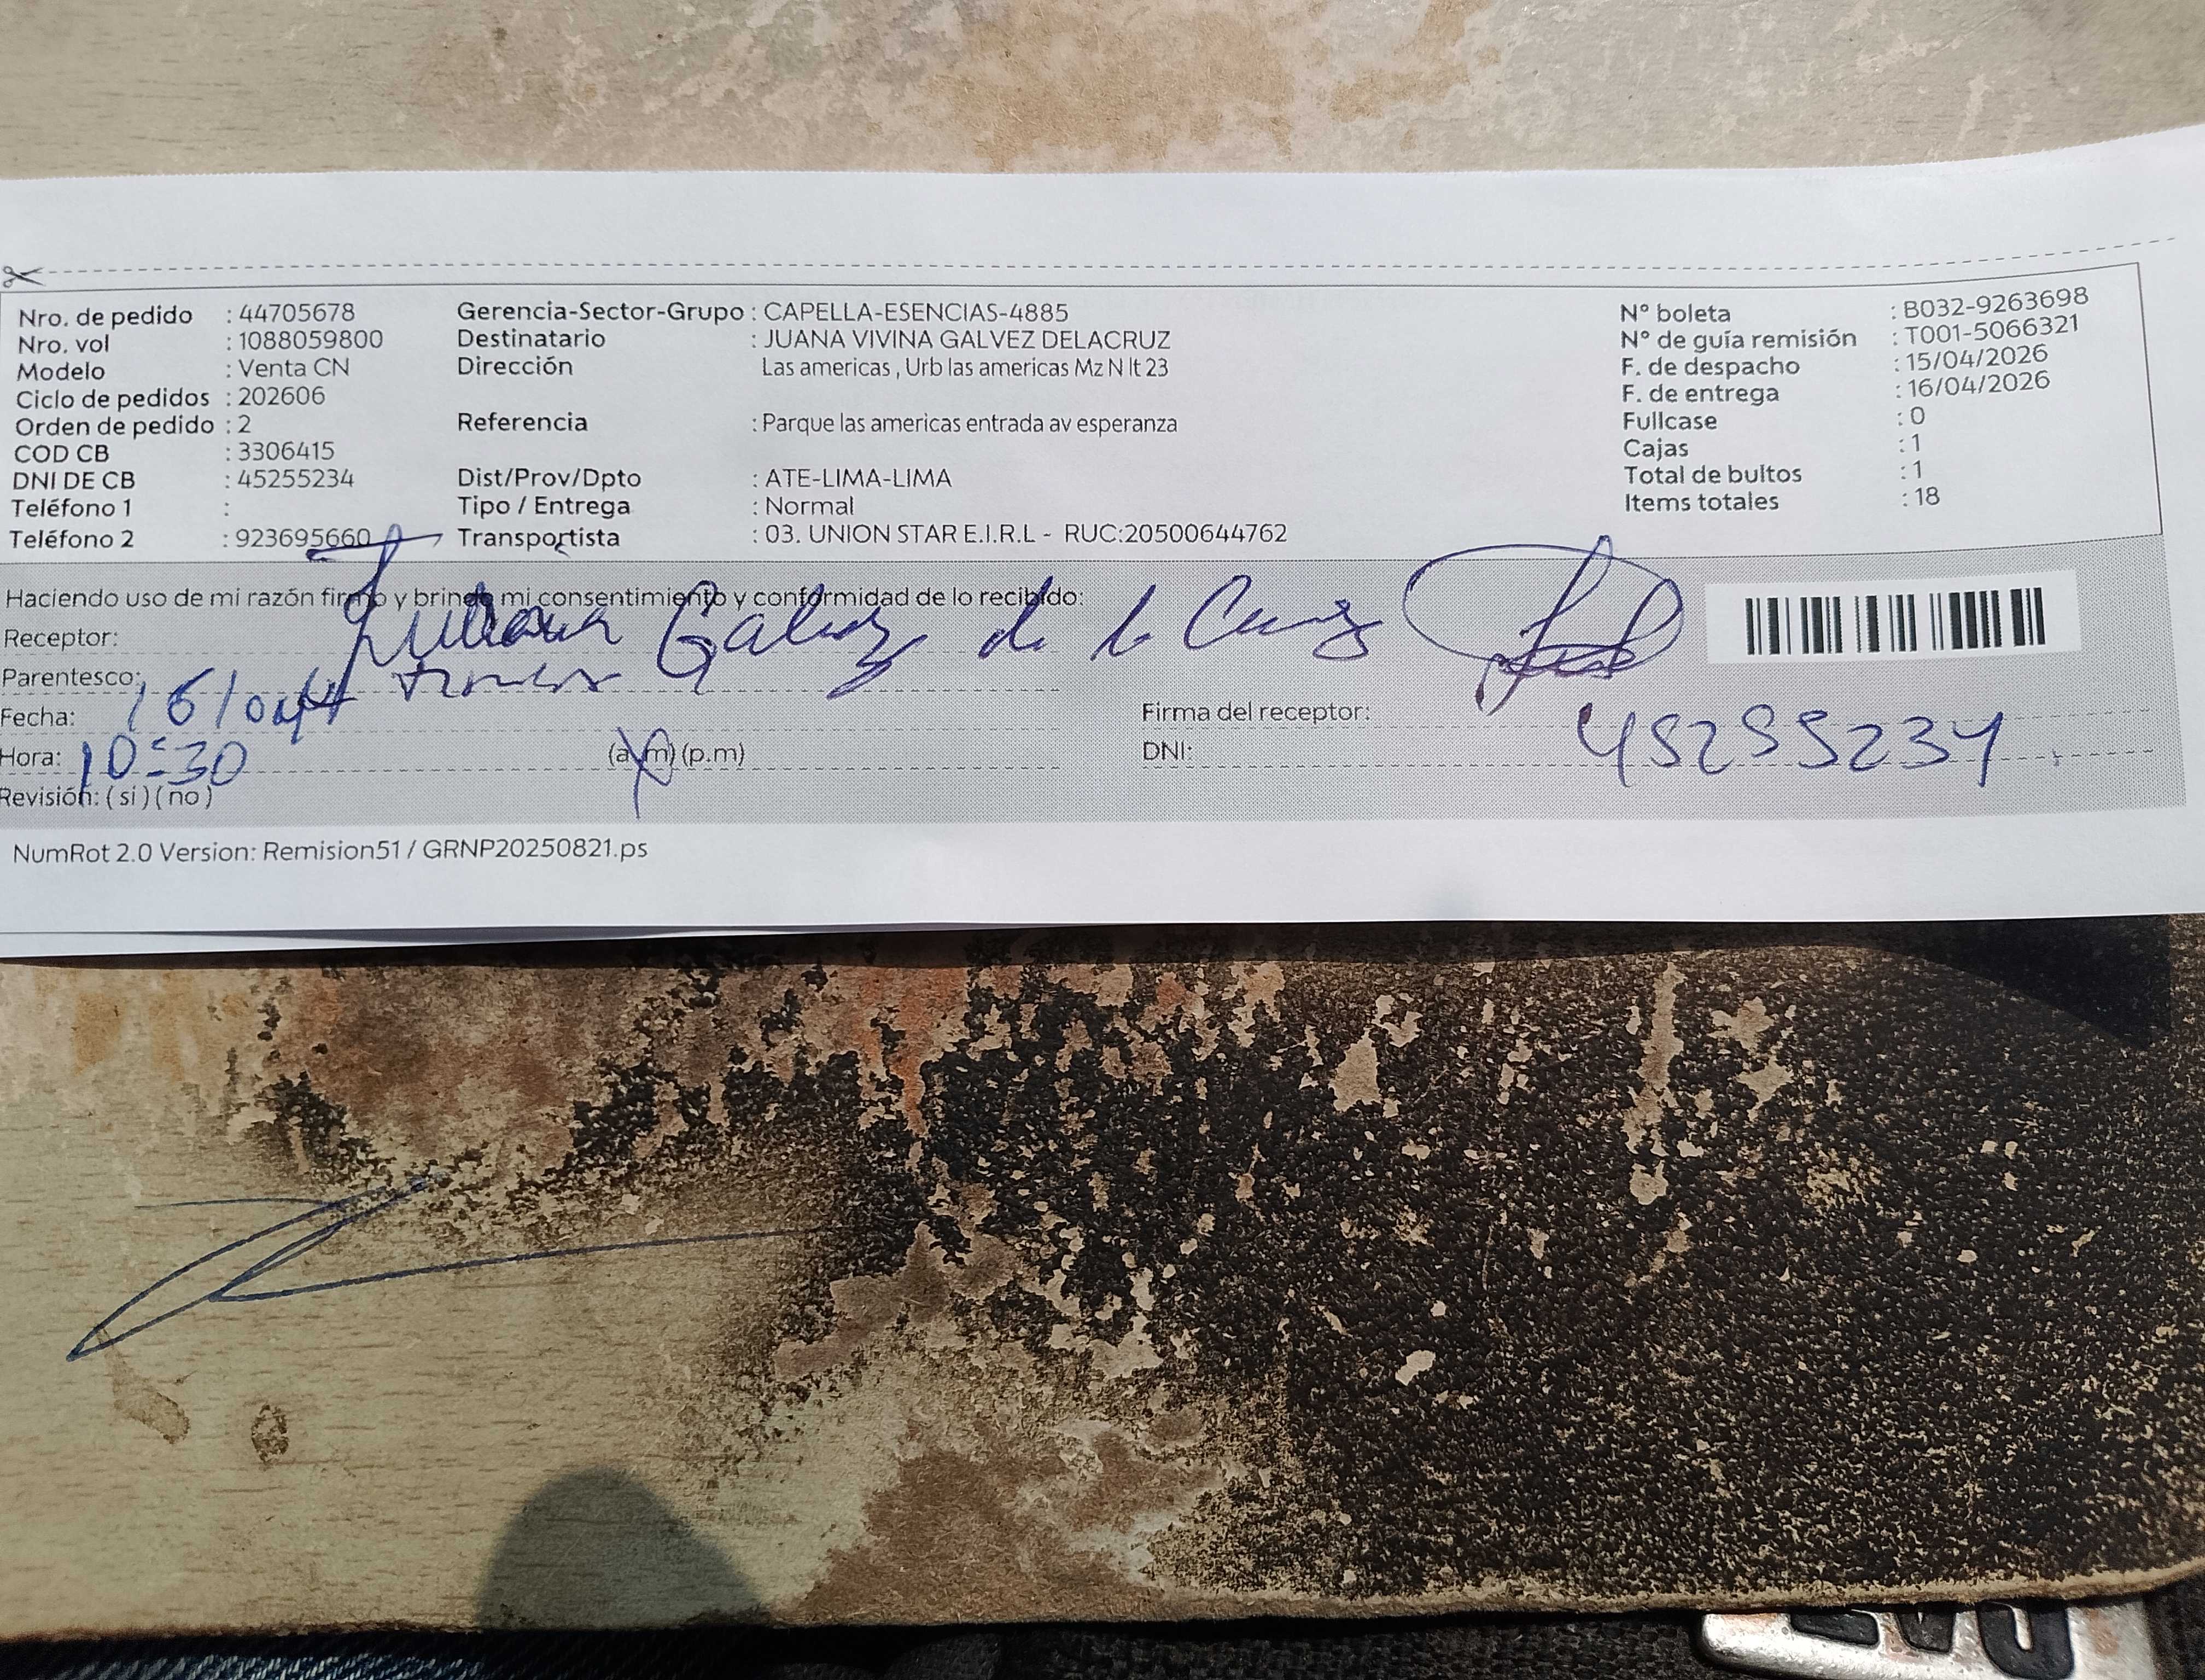 Nro. de pedido : 44705678
Nro. vol : 1088059800
Modelo : Venta CN
Ciclo de pedidos : 202606
Orden de pedido : 2
COD CB : 3306415
DNI DE CB : 45255234
Teléfono 1 :
Teléfono 2 : 923695660
Gerencia-Sector-Grupo : CAPELLA-ESENCIAS-4885
Destinatario : JUANA VIVINA GALVEZ DELACRUZ
Dirección Las americas , Urb las americas Mz N lt 23
Referencia : Parque las americas entrada av esperanza
Dist/Prov/Dpto : ATE-LIMA-LIMA
Tipo / Entrega : Normal
Transportista : 03. UNION STAR E.I.R.L - RUC:20500644762
N° boleta : B032-9263698
N° de guía remisión : T001-5066321
F. de despacho : 15/04/2026
F. de entrega : 16/04/2026
Fullcase : 0
Cajas : 1
Total de bultos : 1
Items totales : 18
Haciendo uso de mi razón firmo y brindo mi consentimiento y conformidad de lo recibido:
Receptor: Galvez de la Cruz
Parentesco:
Fecha: 16/04
Hora: 10:30 (a.m) (p.m)
Revisión: ( si ) ( no )
Firma del receptor:
DNI: 45255234
NumRot 2.0 Version: Remision51 / GRNP20250821.ps